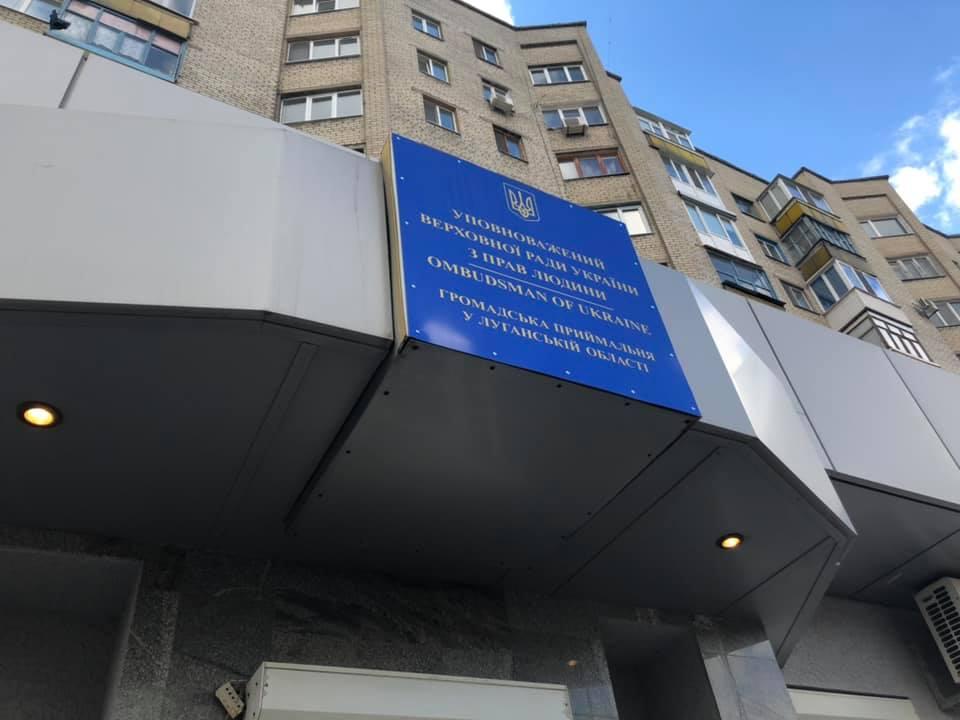 УПОВНОВАЖЕНИЙ
ВЕРХОВНОЇ РАДИ УКРАЇНИ
З ПРАВ ЛЮДИНИ
OMBUDSMAN OF UKRAINE
ГРОМАДСЬКА ПРИЙМАЛЬНЯ
У ЛУГАНСЬКІЙ ОБЛАСТІ